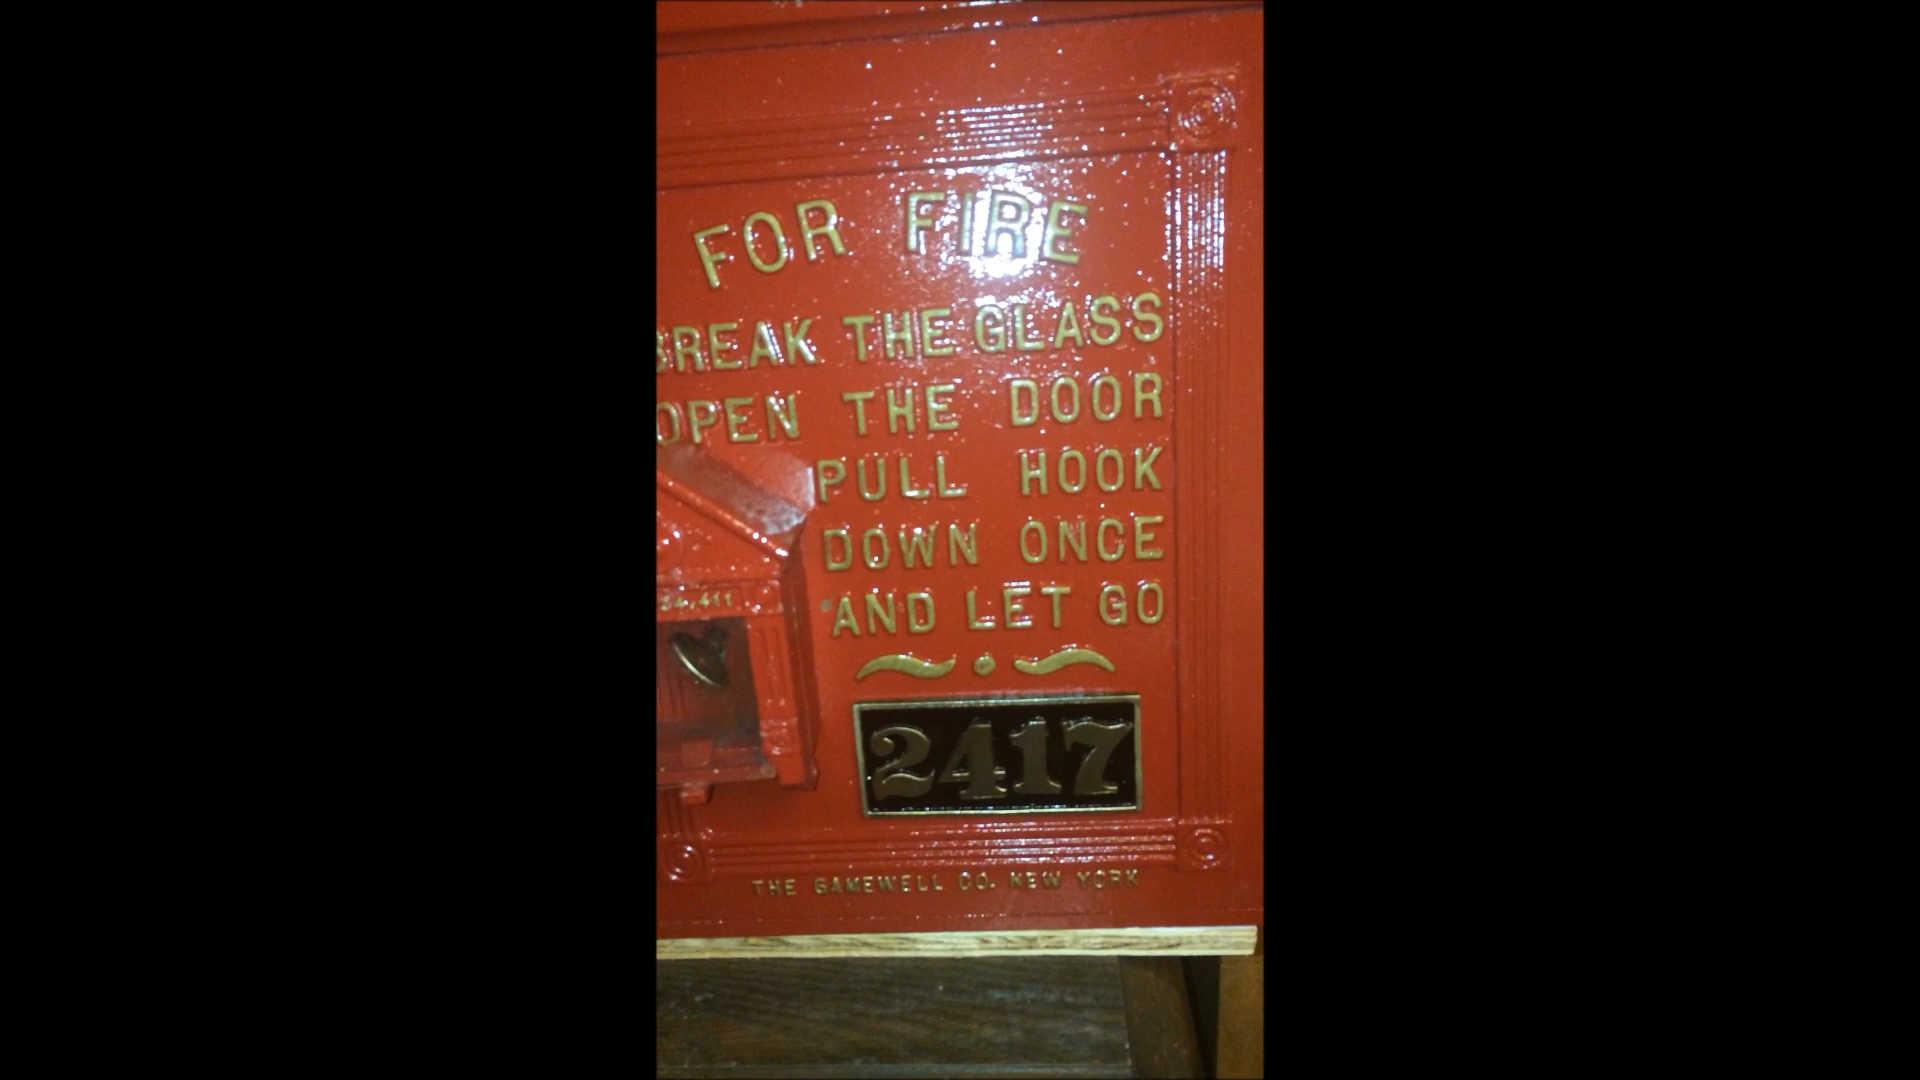 FOR FIRE
BREAK THE GLASS
OPEN THE DOOR
PULL HOOK
DOWN ONCE
AND LET GO
2417
THE GAMEWELL CO. NEW YORK